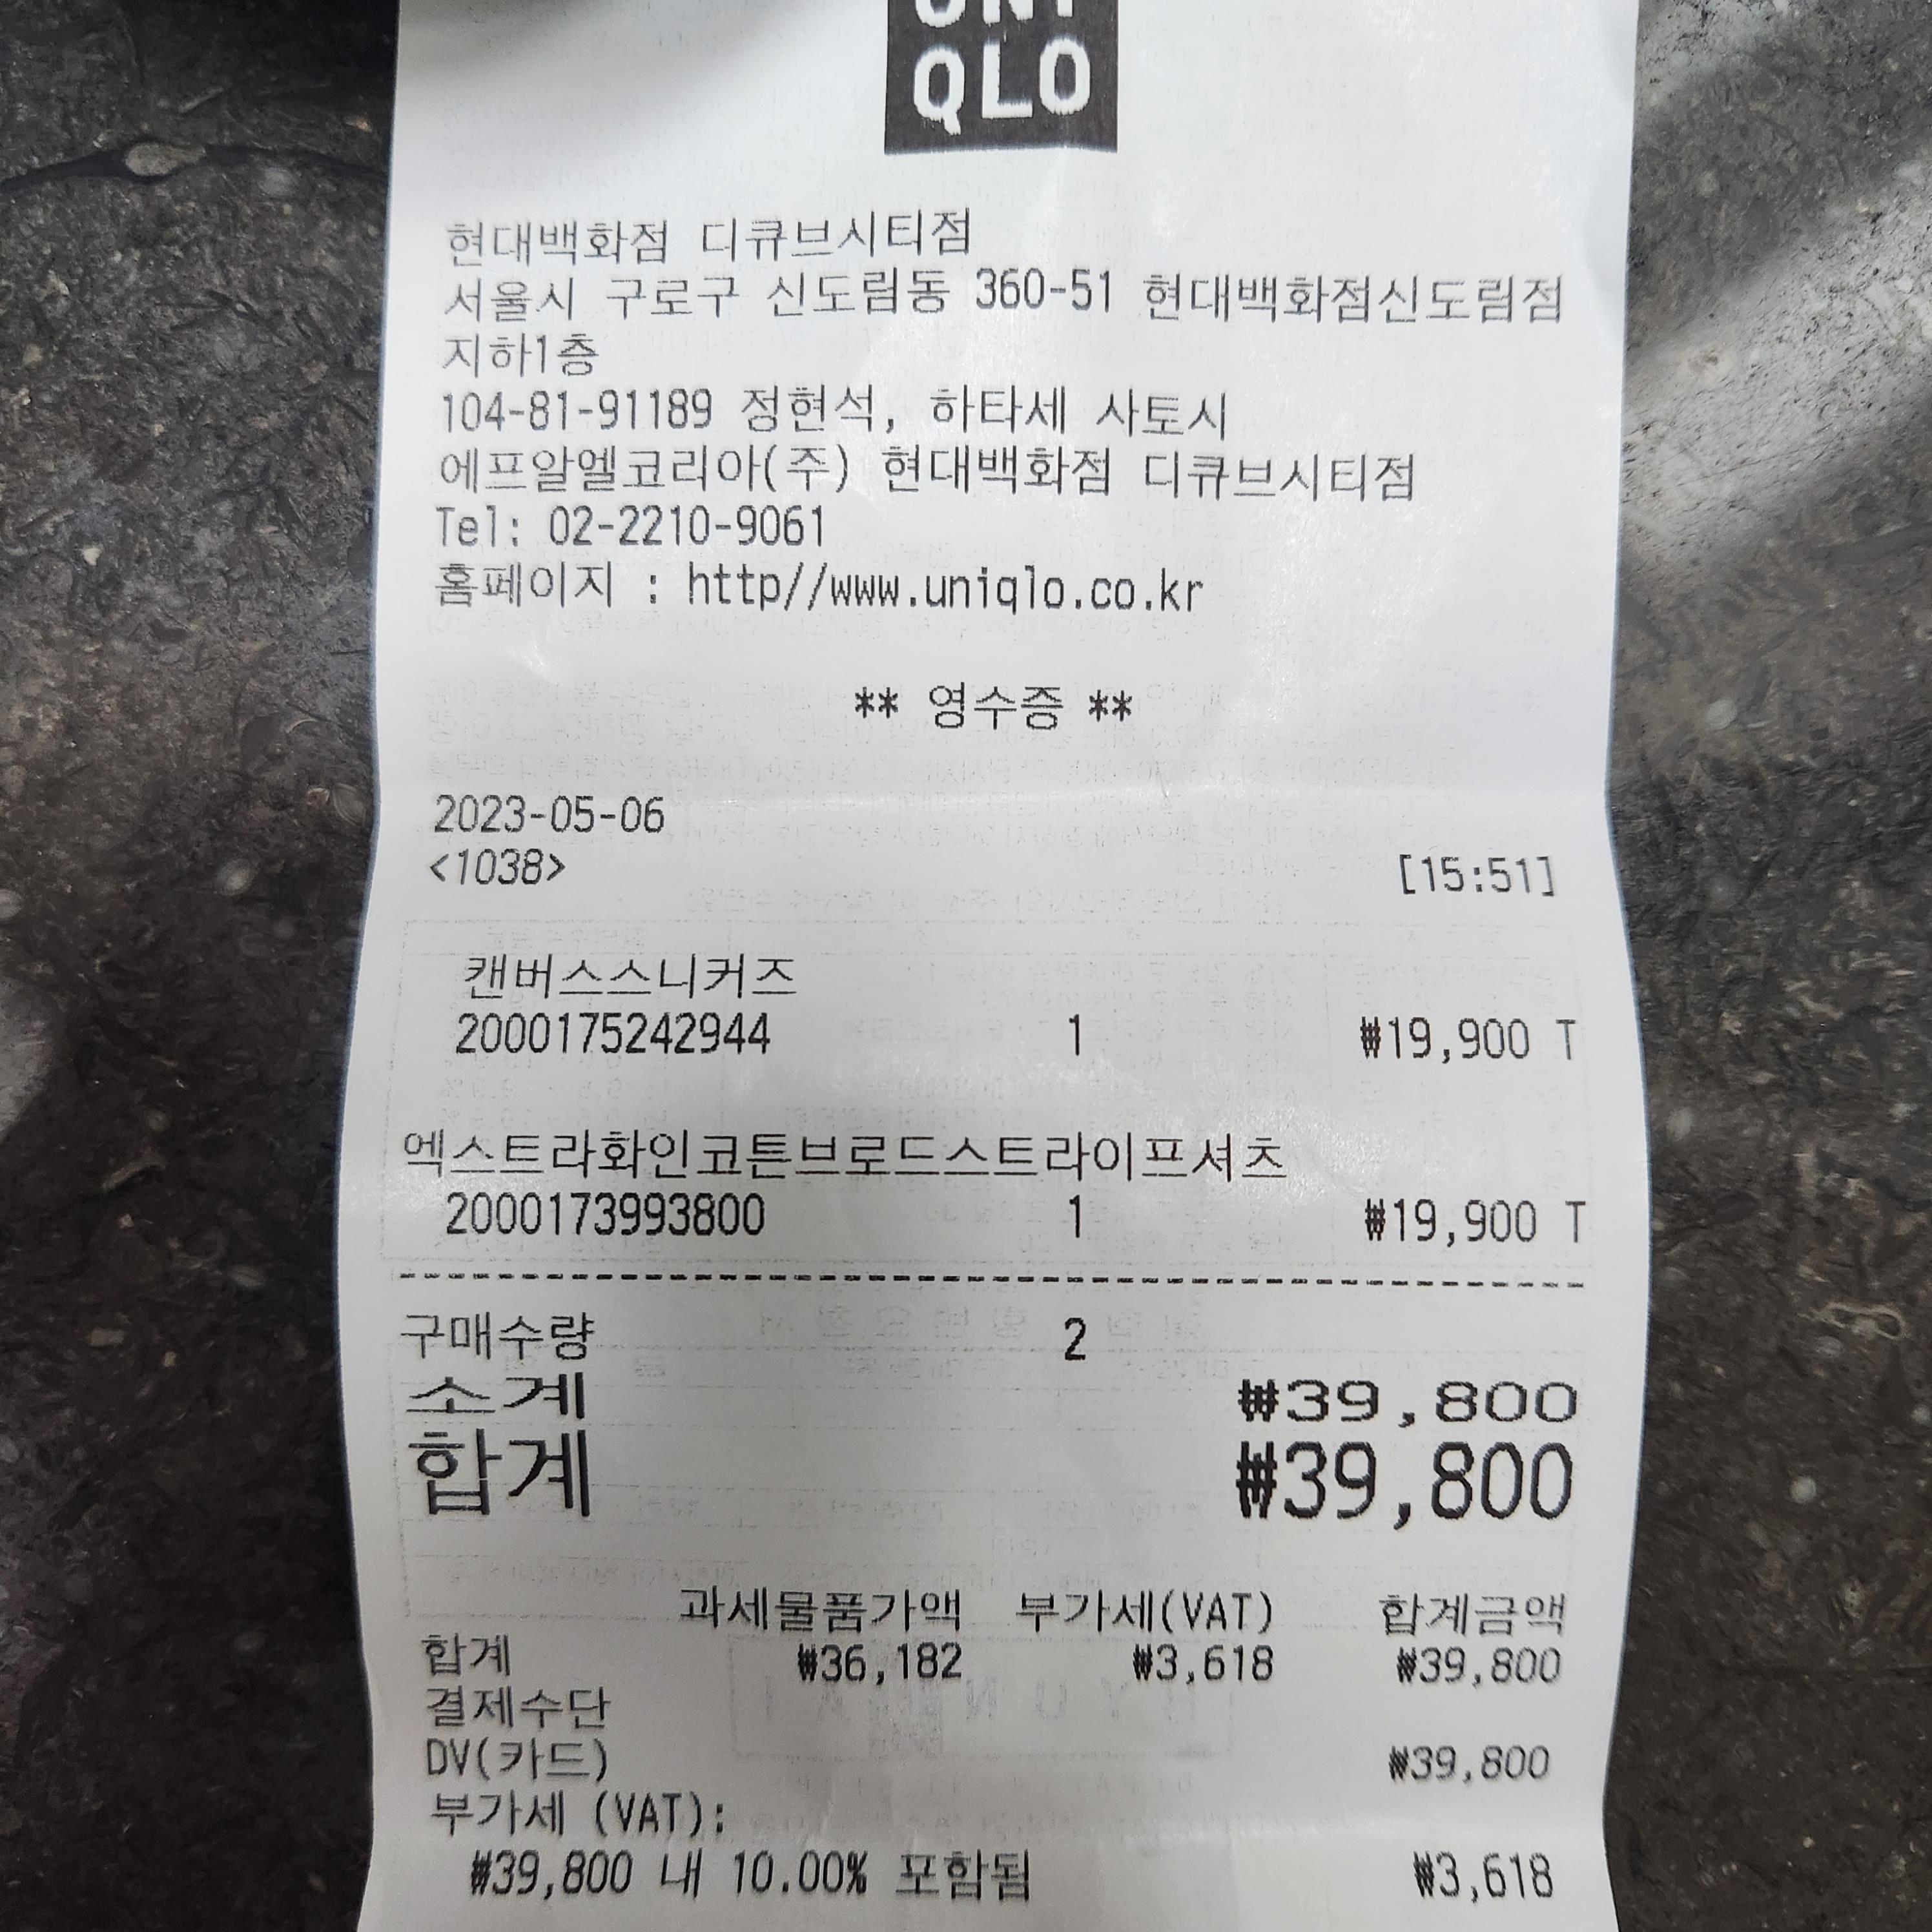 UNI
QLO
현대백화점 디큐브시티점
서울시 구로구 신도림동 360-51 현대백화점신도림점
지하1층
104-81-91189 정현석, 하타세 사토시
에프알엘코리아(주) 현대백화점 디큐브시티점
Tel: 02-2210-9061
홈페이지 : http//www.uniqlo.co.kr
** 영수증 **
2023-05-06
<1038> [15:51]
캔버스스니커즈
2000175242944 1 ₩19,900 T
엑스트라화인코튼브로드스트라이프셔츠
2000173993800 1 ₩19,900 T
구매수량 2
소계 ₩39,800
합계 ₩39,800
과세물품가액 부가세(VAT) 합계금액
합계 ₩36,182 ₩3,618 ₩39,800
결제수단
DV(카드) ₩39,800
부가세 (VAT):
₩39,800 내 10.00% 포함됨 ₩3,618